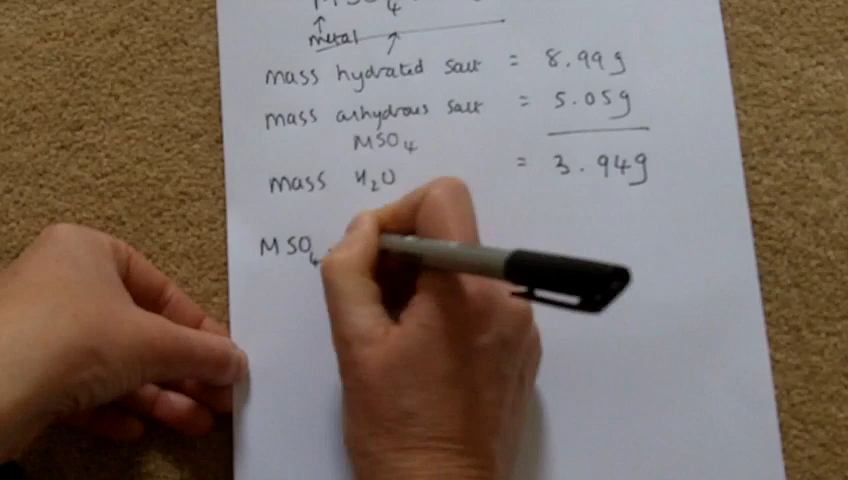 metal
mass hydrated salt = 8.99g
mass anhydrous salt = 5.05g
MSO4
mass H2O = 3.94g
MSO4.